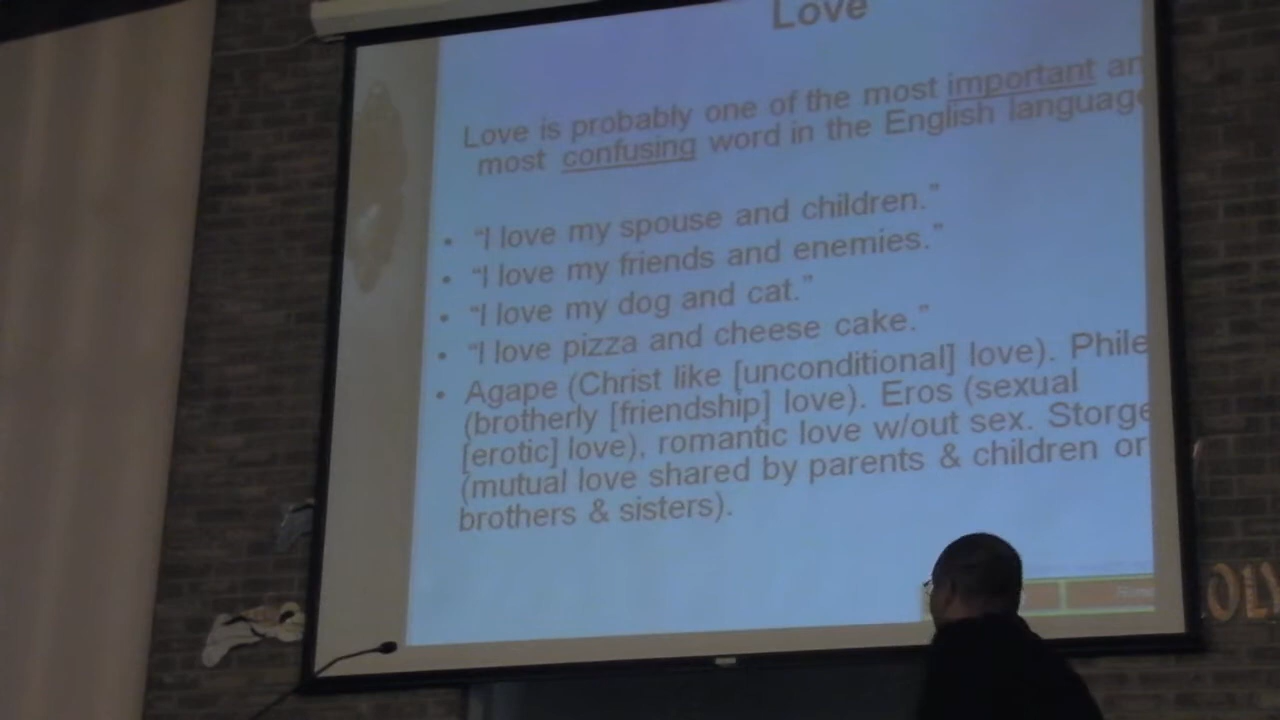 Love
Love is probably one of the most important an
most confusing word in the English language
• “I love my spouse and children.”
• “I love my friends and enemies.”
• “I love my dog and cat.”
• “I love pizza and cheese cake.”
• Agape (Christ like [unconditional] love). Phile
(brotherly [friendship] love). Eros (sexual
[erotic] love), romantic love w/out sex. Storge
(mutual love shared by parents & children or
brothers & sisters).
OLY